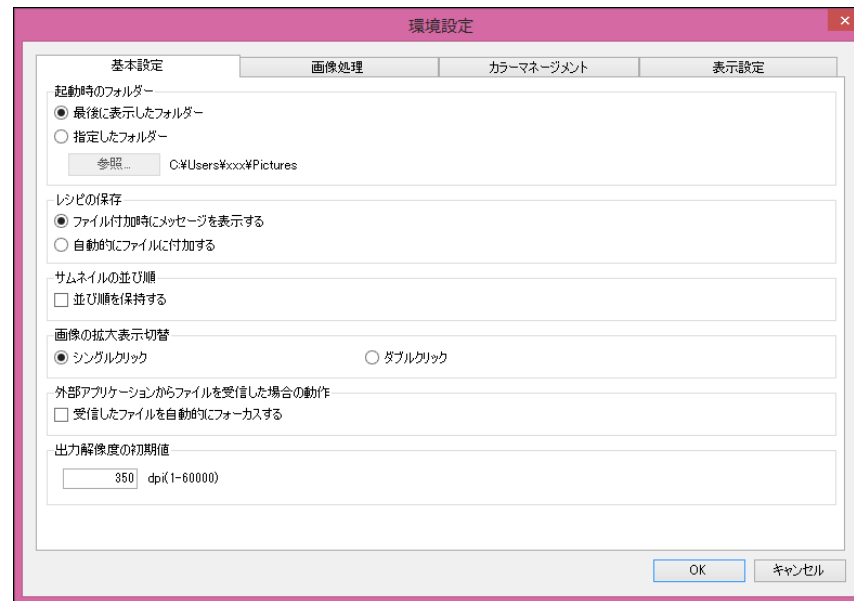 環境設定
基本設定 画像処理 カラーマネージメント 表示設定
起動時のフォルダー
最後に表示したフォルダー
指定したフォルダー
参照... C:¥Users¥xxx¥Pictures
レシピの保存
ファイル付加時にメッセージを表示する
自動的にファイルに付加する
サムネイルの並び順
並び順を保持する
画像の拡大表示切替
シングルクリック ダブルクリック
外部アプリケーションからファイルを受信した場合の動作
受信したファイルを自動的にフォーカスする
出力解像度の初期値
350 dpi(1-60000)
OK キャンセル